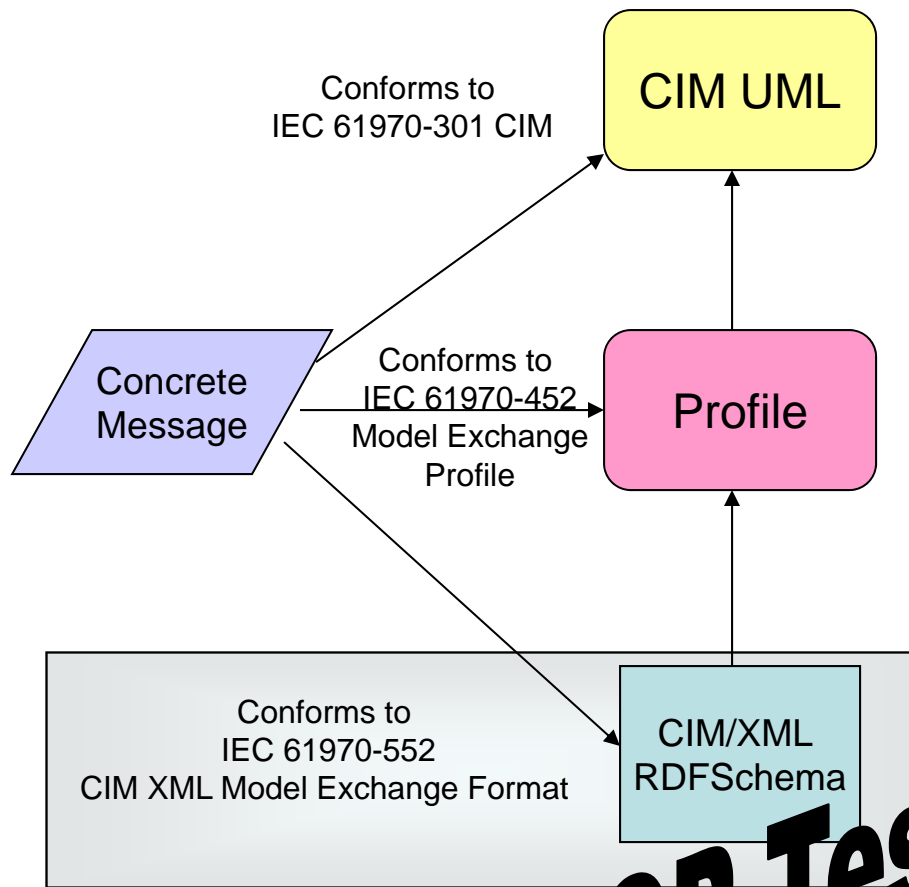 CIM UML
Conforms to
IEC 61970-301 CIM
Concrete
Message
Conforms to
IEC 61970-452
Model Exchange
Profile
Profile
Conforms to
IEC 61970-552
CIM XML Model Exchange Format
CIM/XML
RDFSchema